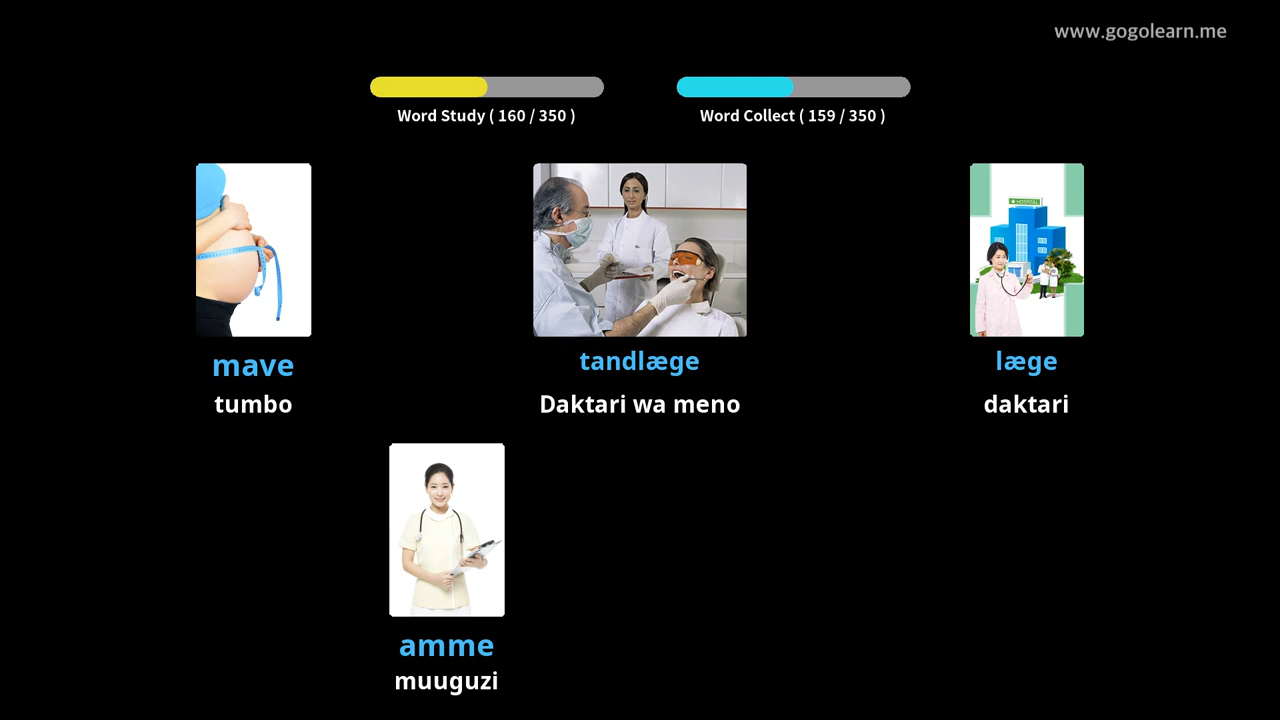 www.gogolearn.me
Word Study ( 160 / 350 )
Word Collect ( 159 / 350 )
HOSPITAL
mave
tandlæge
læge
tumbo
Daktari wa meno
daktari
amme
muuguzi